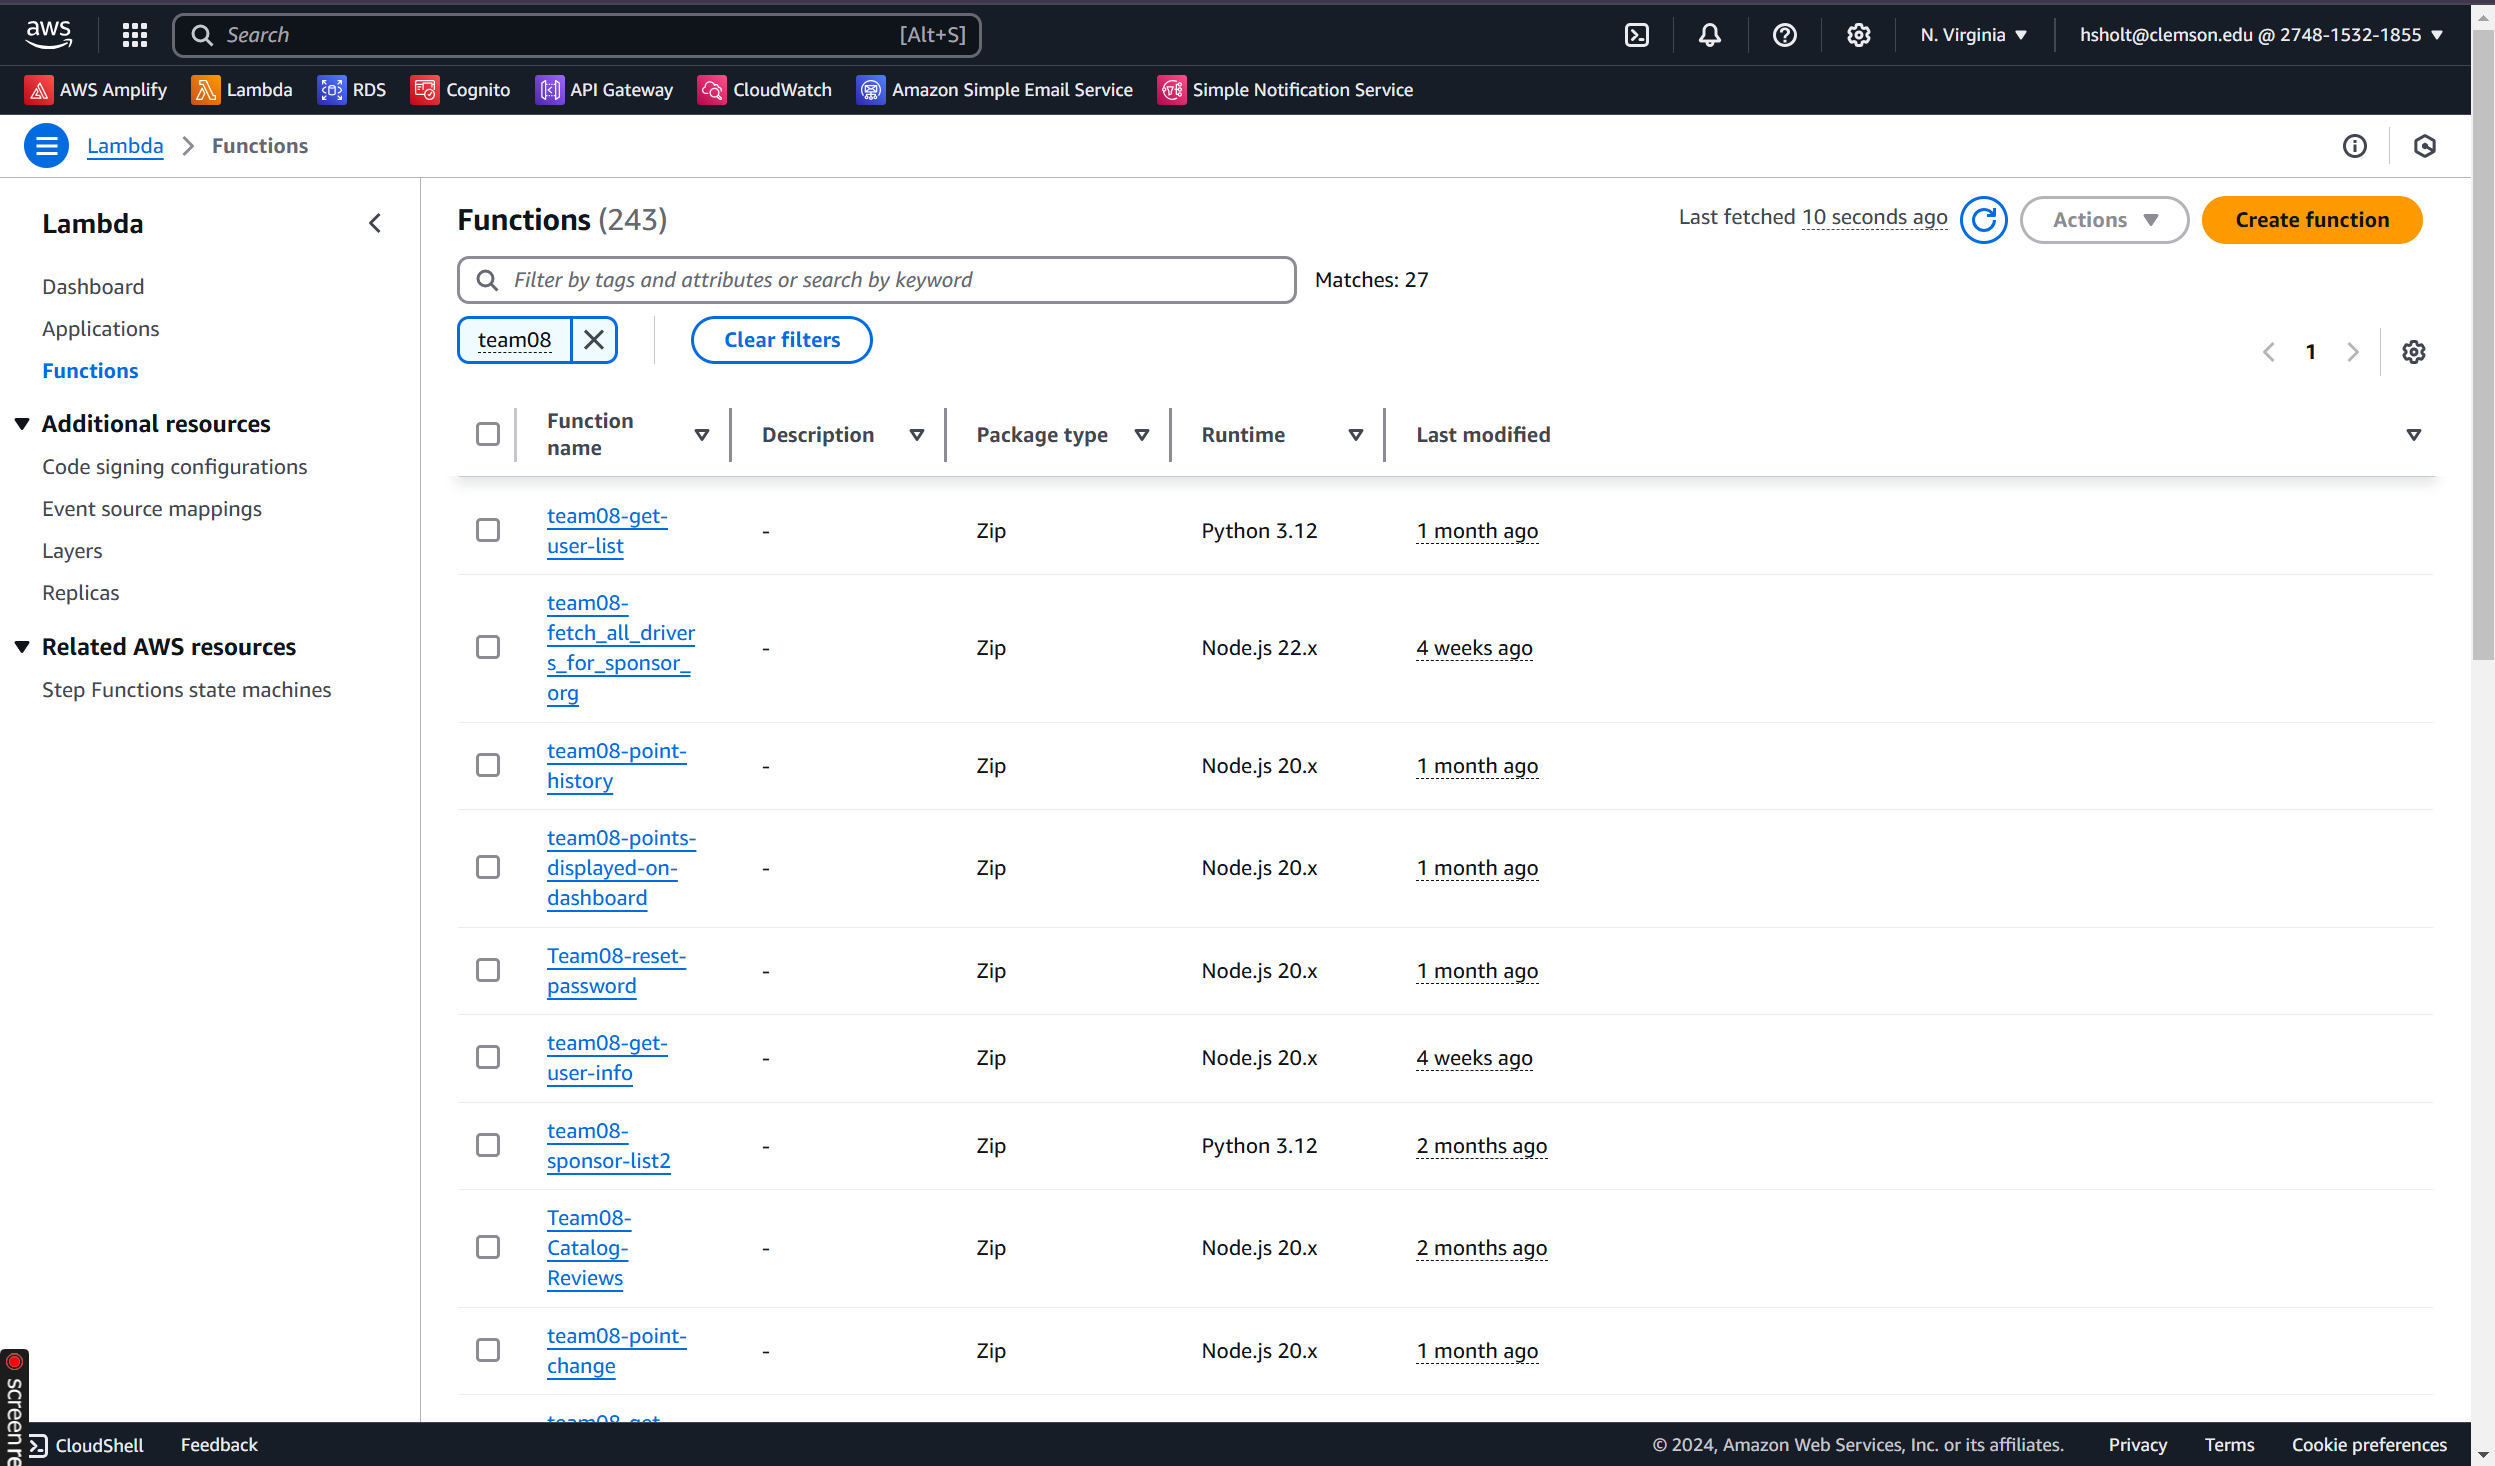 aws
Search [Alt+S]
N. Virginia
hsholt@clemson.edu @ 2748-1532-1855
AWS Amplify
Lambda
RDS
Cognito
API Gateway
CloudWatch
Amazon Simple Email Service
Simple Notification Service
Lambda > Functions
Lambda
Dashboard
Applications
Functions
Additional resources
Code signing configurations
Event source mappings
Layers
Replicas
Related AWS resources
Step Functions state machines
Functions (243)
Last fetched 10 seconds ago
Actions
Create function
Filter by tags and attributes or search by keyword
Matches: 27
team08
Clear filters
1
Function
name
Description
Package type
Runtime
Last modified
team08-get-
user-list
-
Zip
Python 3.12
1 month ago
team08-
fetch_all_driver
s_for_sponsor_
org
-
Zip
Node.js 22.x
4 weeks ago
team08-point-
history
-
Zip
Node.js 20.x
1 month ago
team08-points-
displayed-on-
dashboard
-
Zip
Node.js 20.x
1 month ago
Team08-reset-
password
-
Zip
Node.js 20.x
1 month ago
team08-get-
user-info
-
Zip
Node.js 20.x
4 weeks ago
team08-
sponsor-list2
-
Zip
Python 3.12
2 months ago
Team08-
Catalog-
Reviews
-
Zip
Node.js 20.x
2 months ago
team08-point-
change
-
Zip
Node.js 20.x
1 month ago
team08-get-
screen re
CloudShell
Feedback
© 2024, Amazon Web Services, Inc. or its affiliates.
Privacy
Terms
Cookie preferences